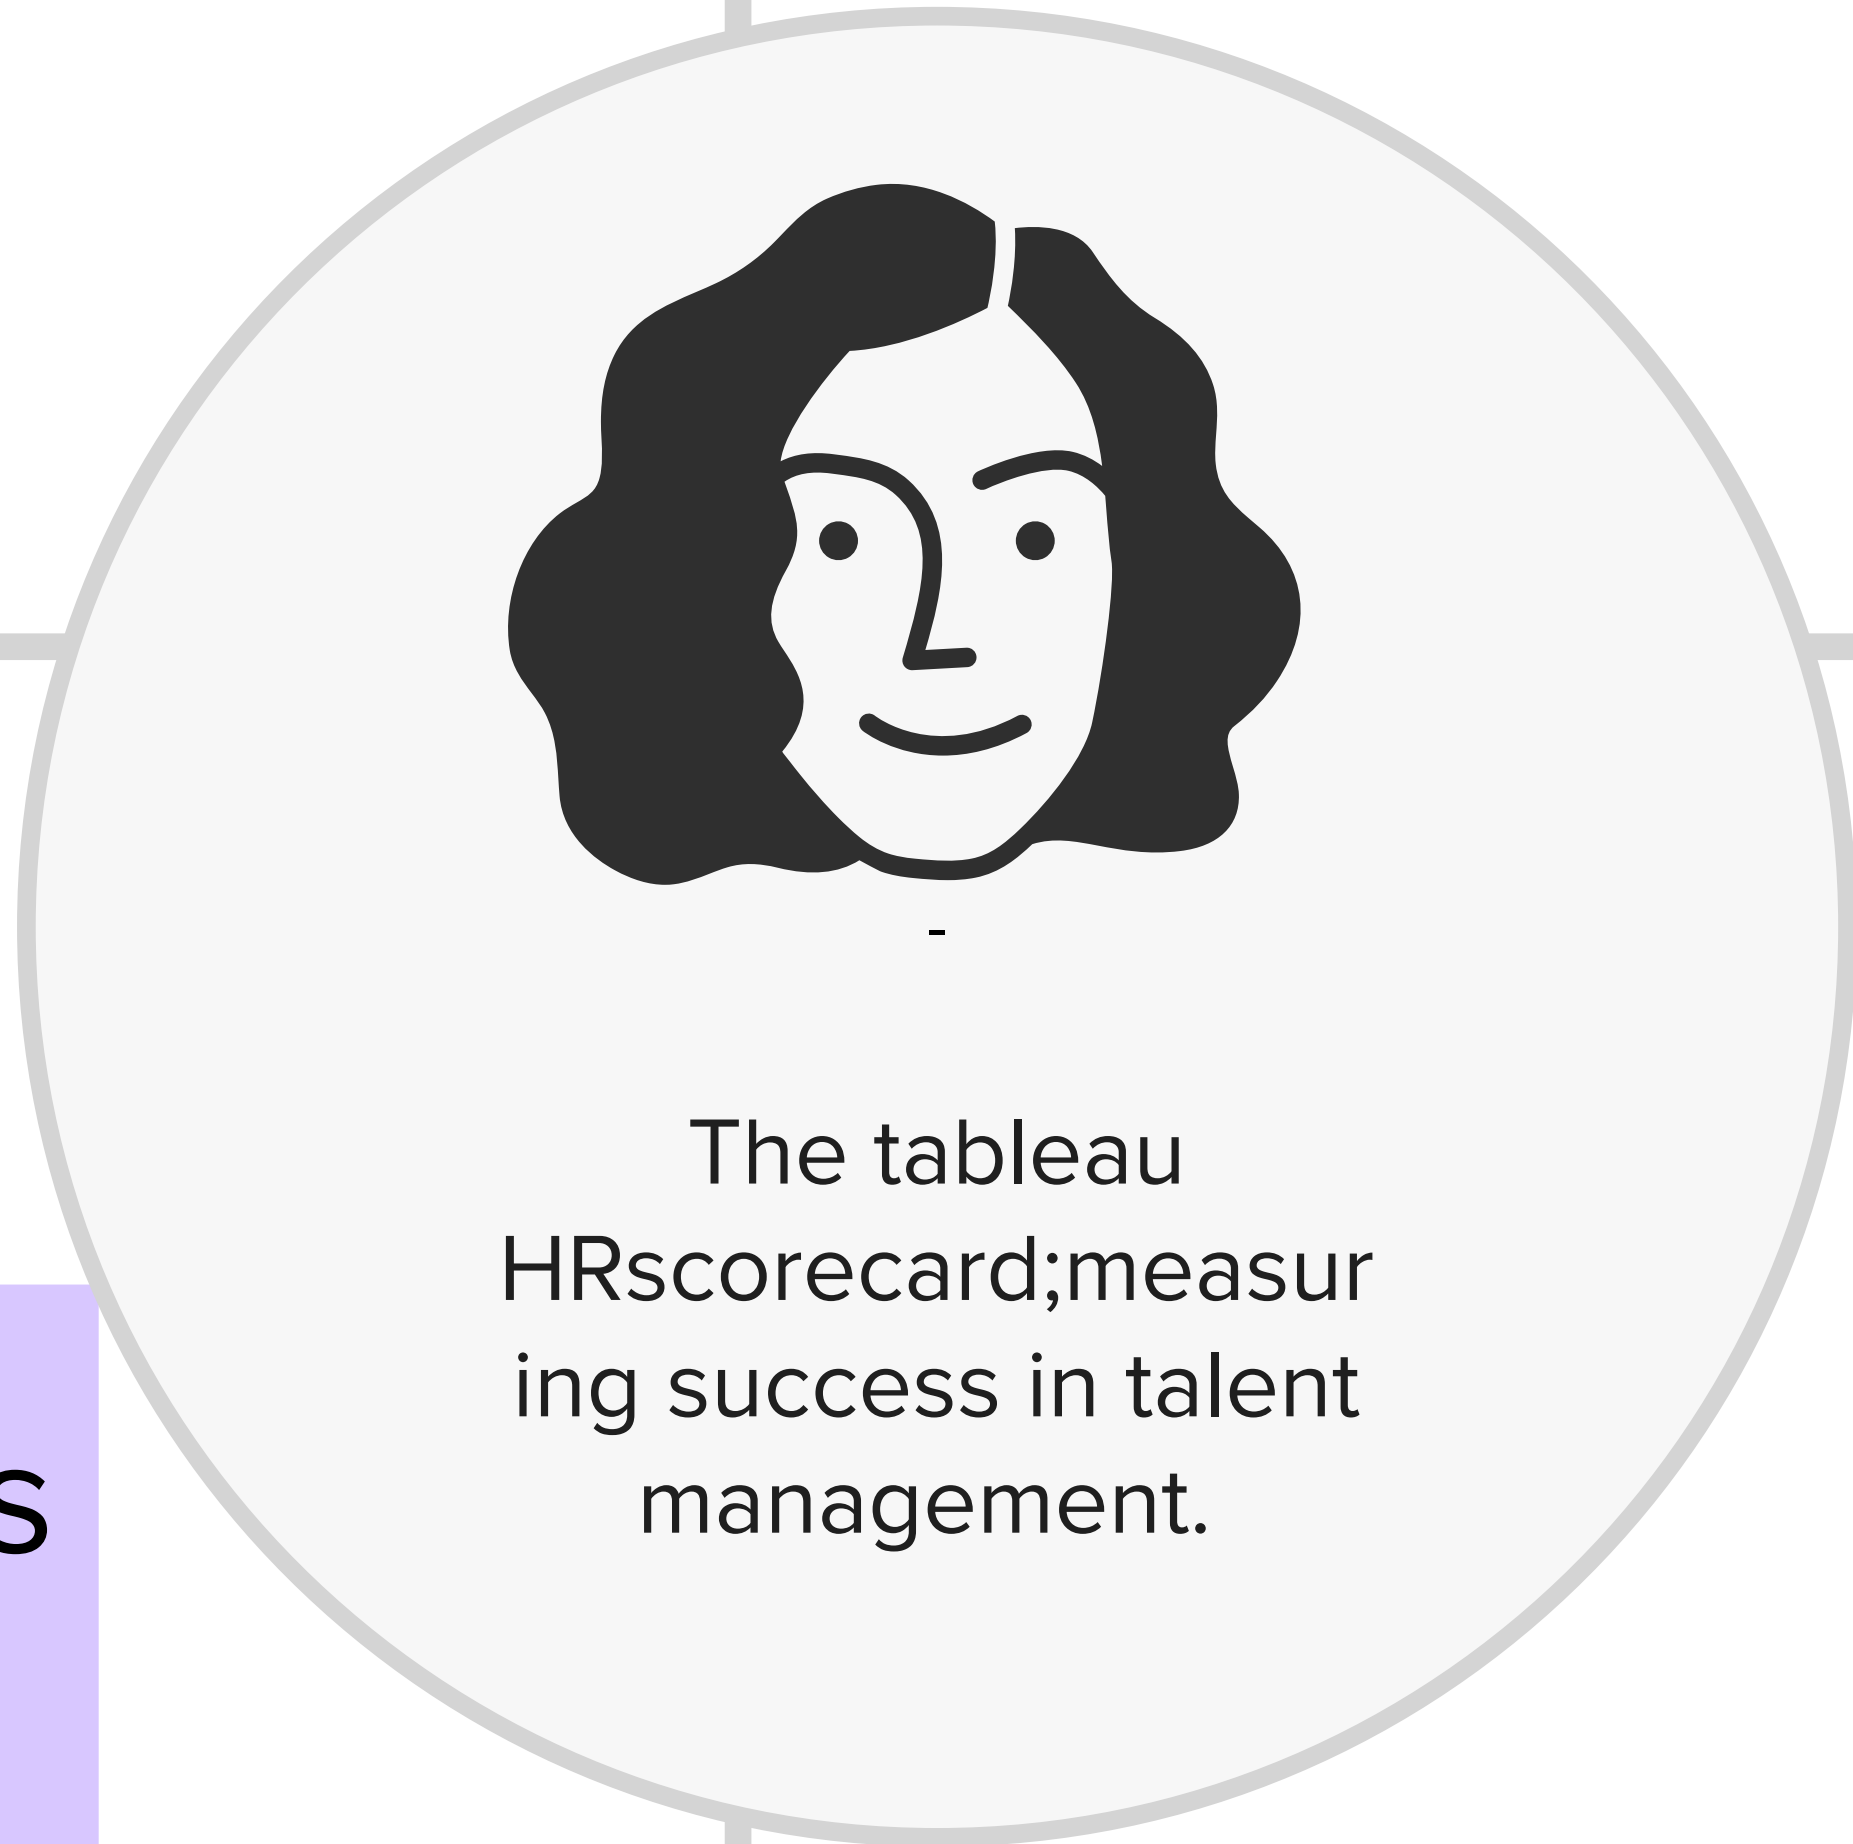 -
The tableau
HRscorecard;measur
ing success in talent
management.
s